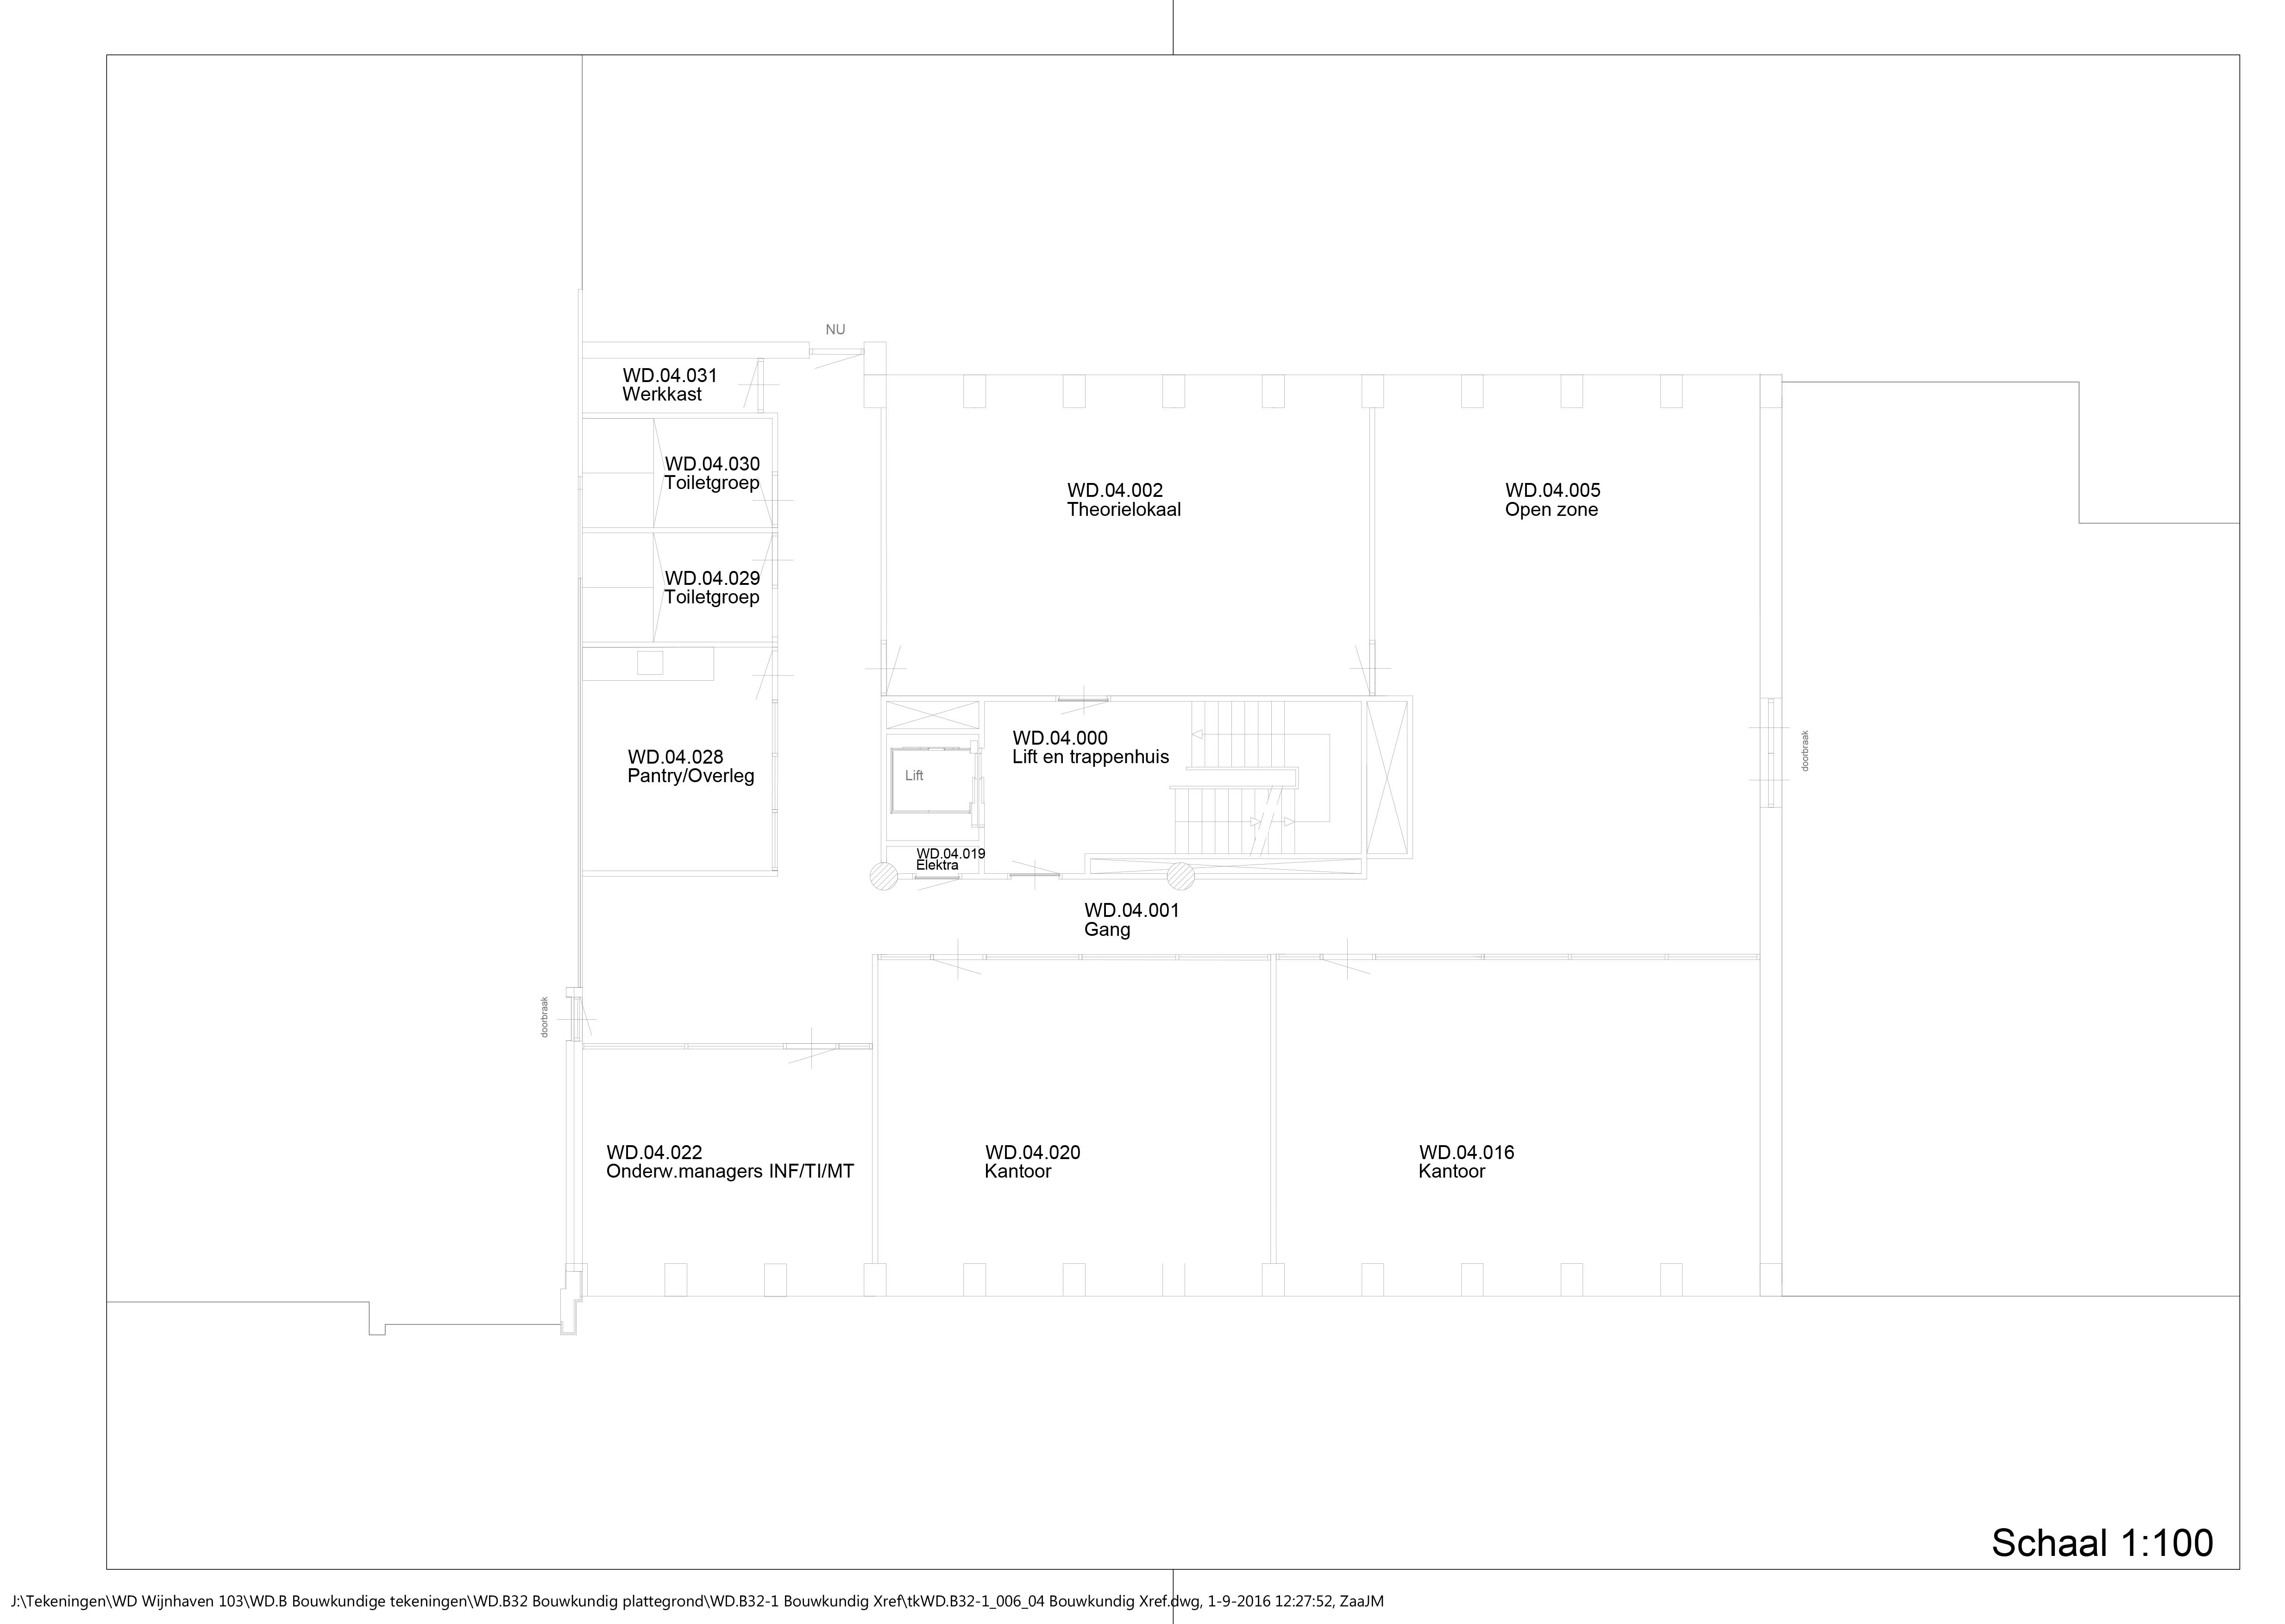 NU
WD.04.031
Werkkast
WD.04.030
Toiletgroep
WD.04.002
Theorielokaal
WD.04.005
Open zone
WD.04.029
Toiletgroep
WD.04.028
Pantry/Overleg
Lift
WD.04.000
Lift en trappenhuis
doorbraak
WD.04.019
Elektra
WD.04.001
Gang
doorbraak
WD.04.022
Onderw.managers INF/TI/MT
WD.04.020
Kantoor
WD.04.016
Kantoor
Schaal 1:100
J:\Tekeningen\WD Wijnhaven 103\WD.B Bouwkundige tekeningen\WD.B32 Bouwkundig plattegrond\WD.B32-1 Bouwkundig Xref\tkWD.B32-1_006_04 Bouwkundig Xref.dwg, 1-9-2016 12:27:52, ZaaJM